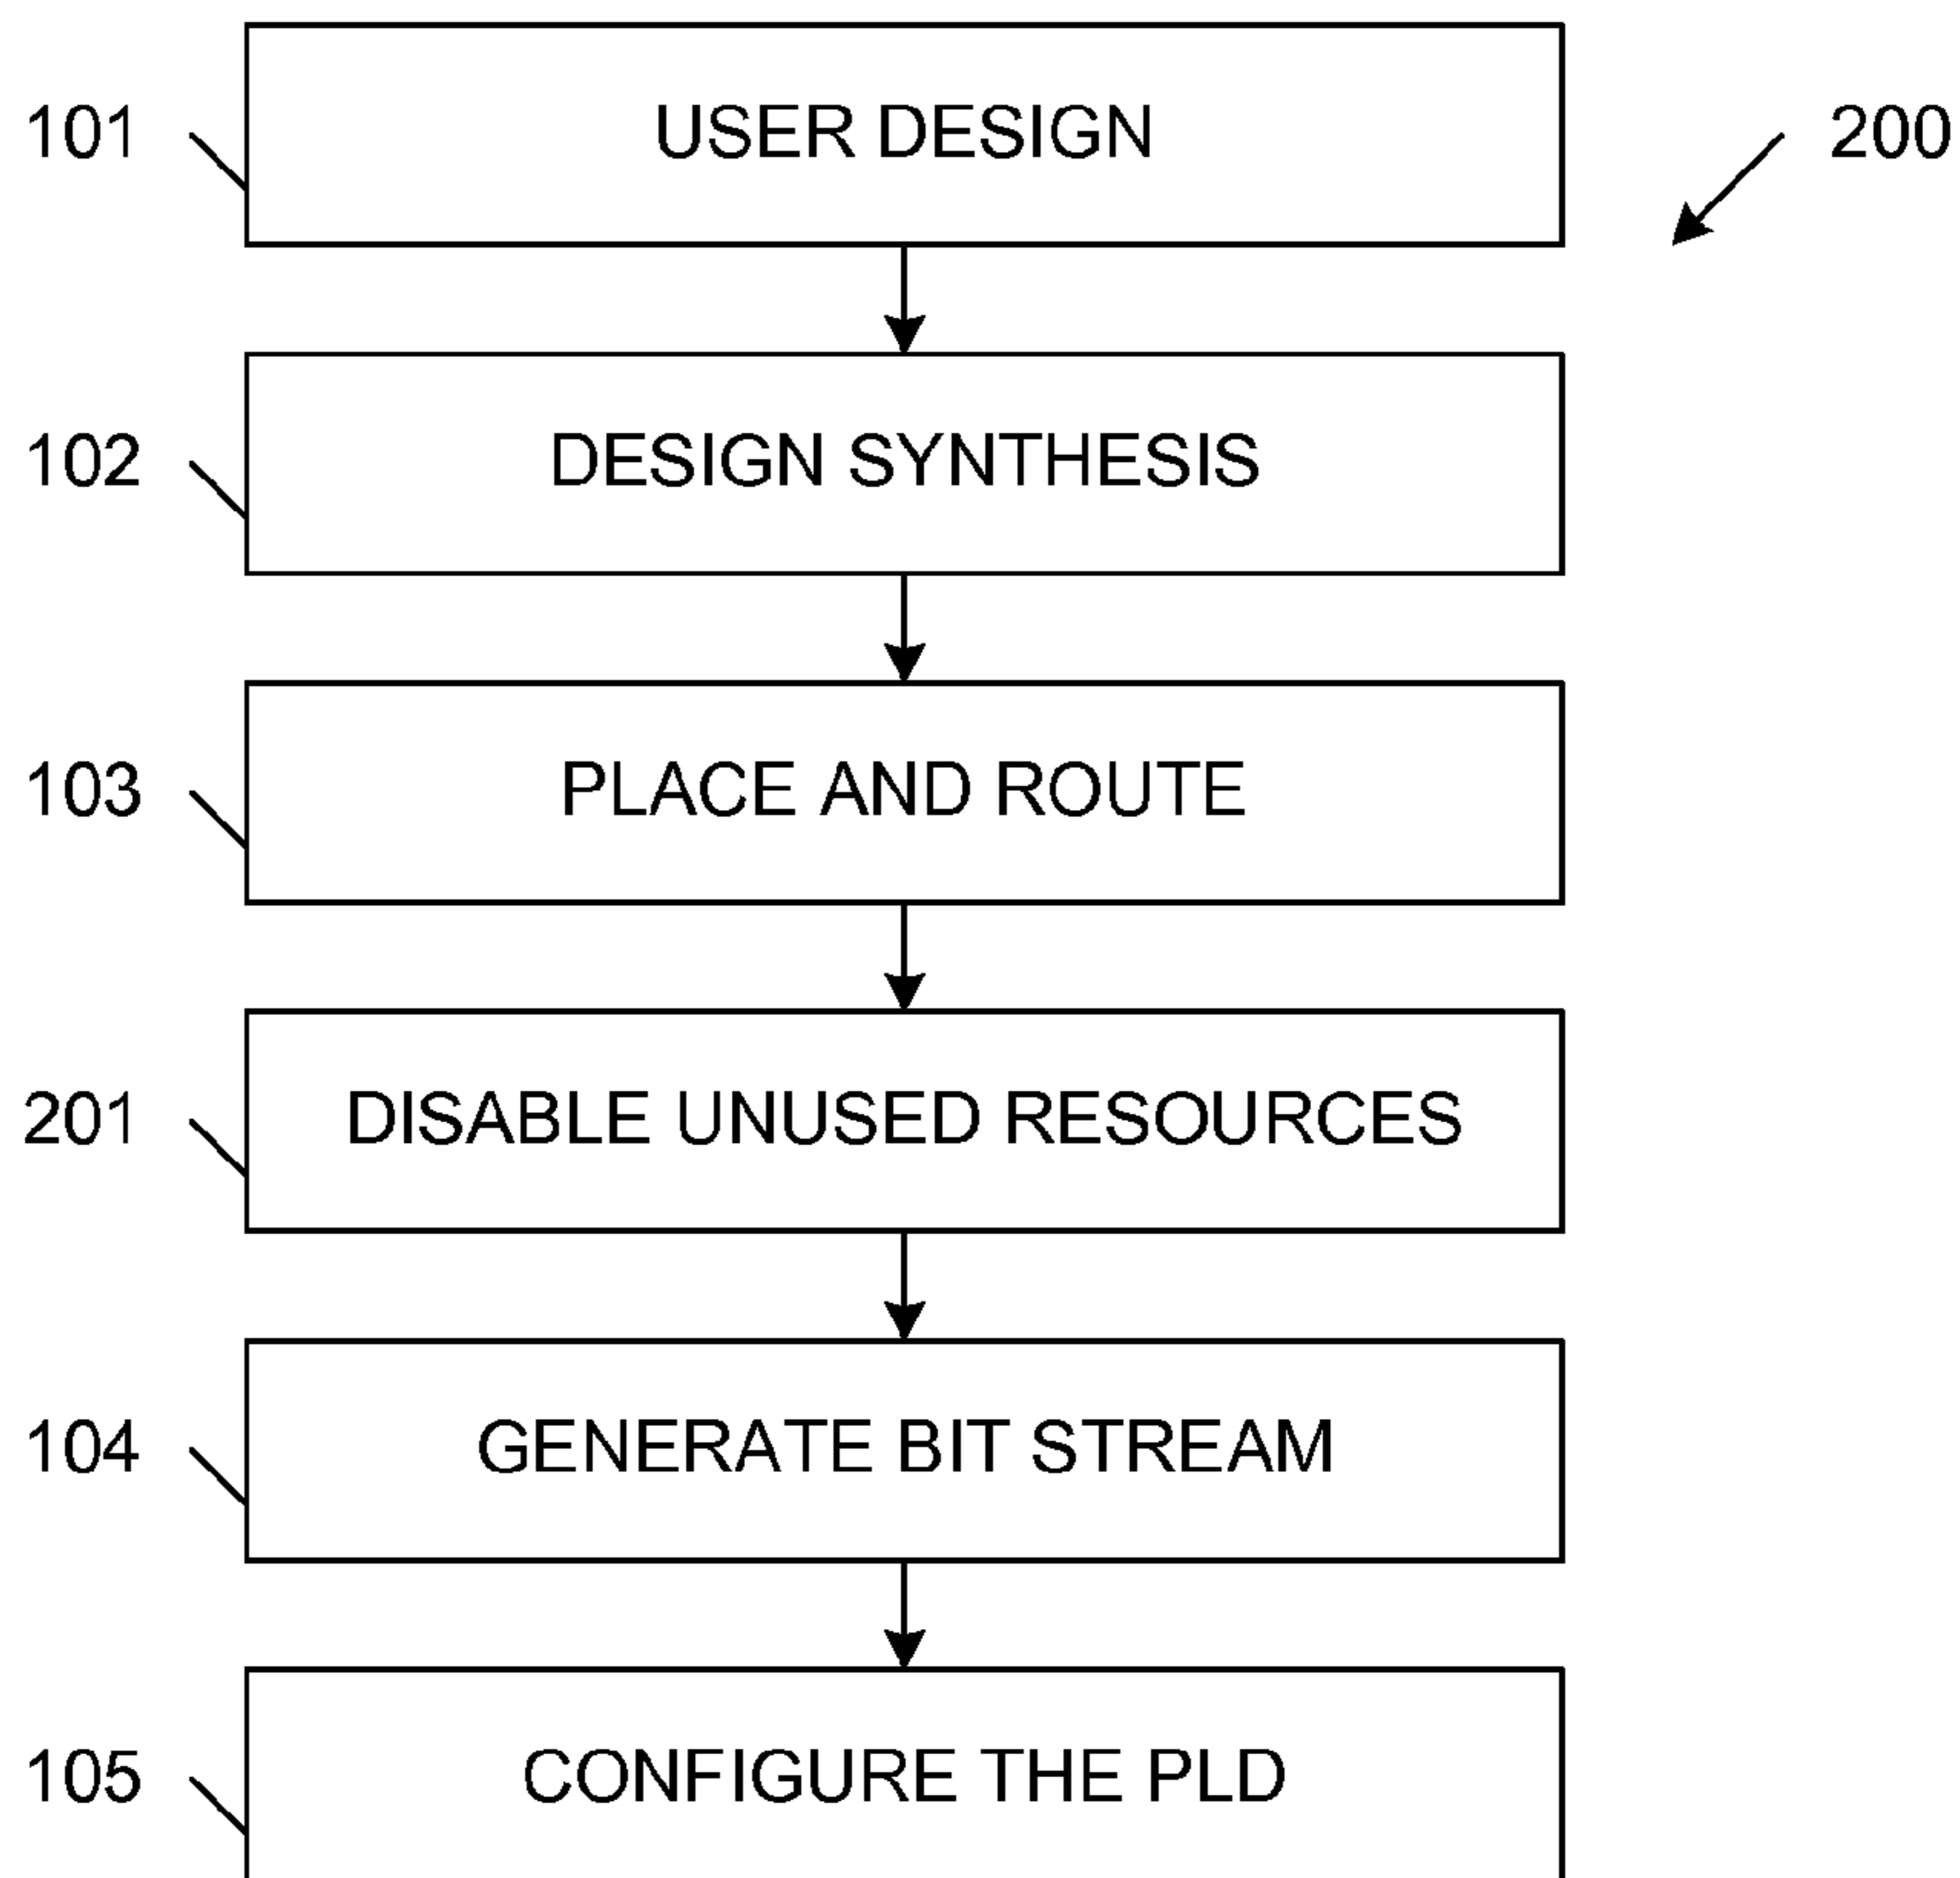 101 USER DESIGN
200
102 DESIGN SYNTHESIS
103 PLACE AND ROUTE
201 DISABLE UNUSED RESOURCES
104 GENERATE BIT STREAM
105 CONFIGURE THE PLD